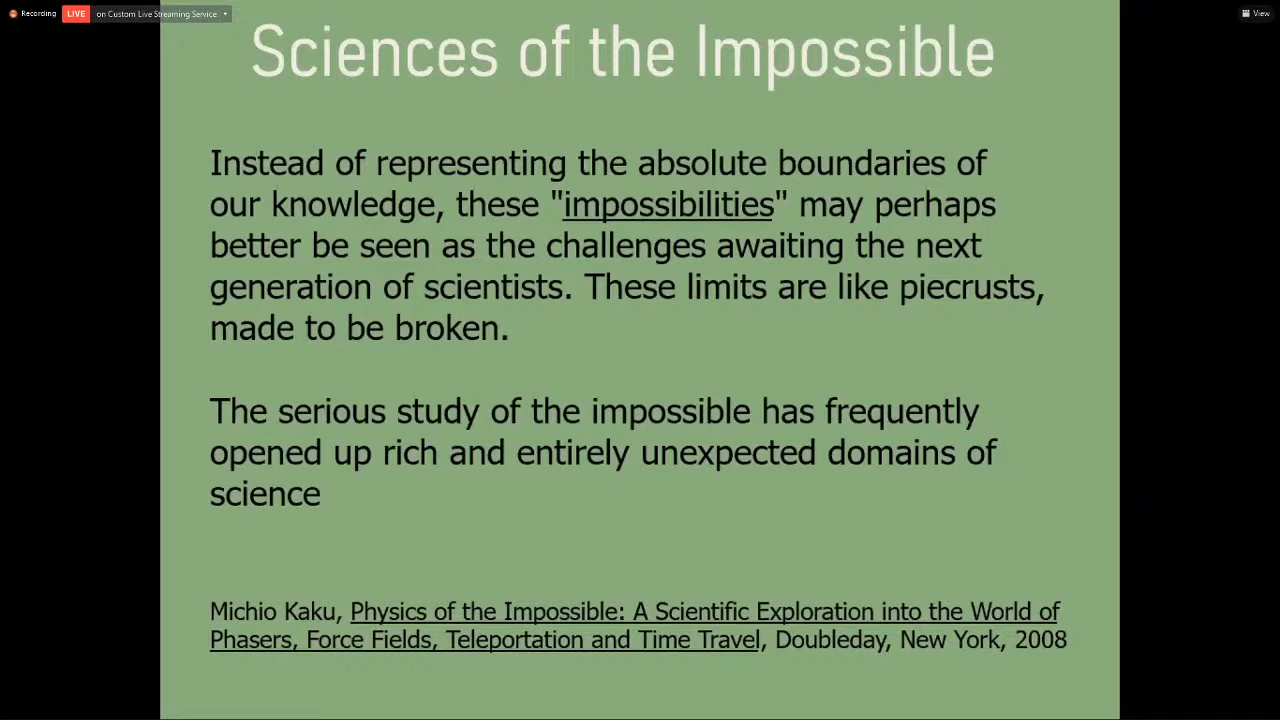 Recording LIVE on Custom Live Streaming Service View
Sciences of the Impossible
Instead of representing the absolute boundaries of
our knowledge, these "impossibilities" may perhaps
better be seen as the challenges awaiting the next
generation of scientists. These limits are like piecrusts,
made to be broken.
The serious study of the impossible has frequently
opened up rich and entirely unexpected domains of
science
Michio Kaku, Physics of the Impossible: A Scientific Exploration into the World of
Phasers, Force Fields, Teleportation and Time Travel, Doubleday, New York, 2008